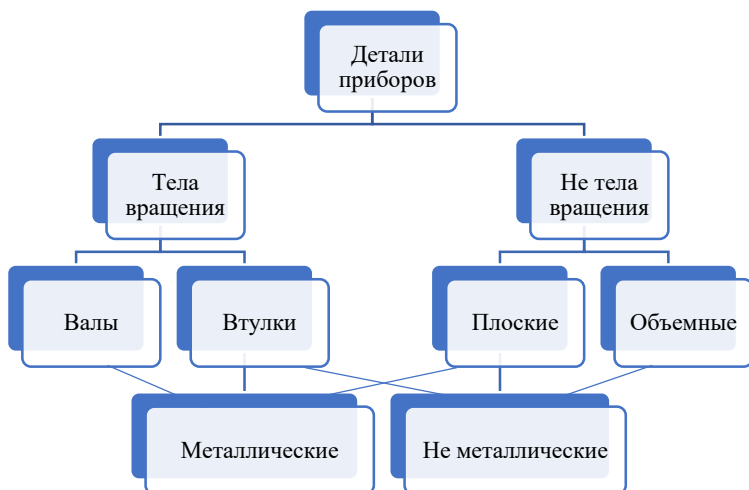 Детали
приборов
Тела
вращения
Не тела
вращения
Валы
Втулки
Плоские
Объемные
Металлические
Не металлические